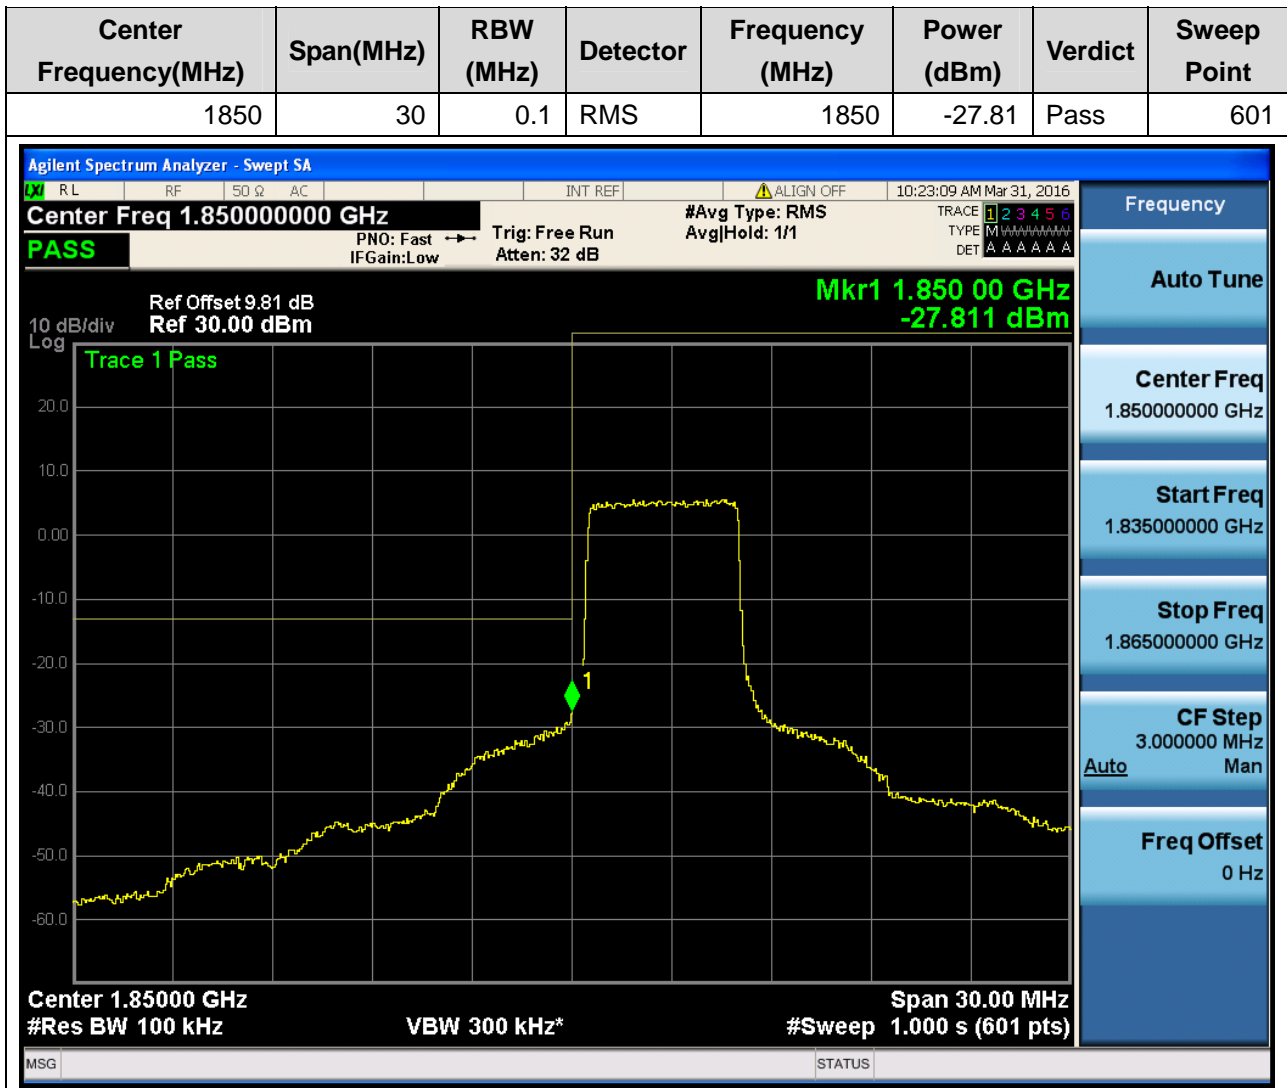 Center Frequency(MHz) Span(MHz) RBW (MHz) Detector Frequency (MHz) Power (dBm) Verdict Sweep Point
1850 30 0.1 RMS 1850 -27.81 Pass 601
Agilent Spectrum Analyzer - Swept SA
LXI RL RF 50 Ω AC INT REF ALIGN OFF 10:23:09 AM Mar 31, 2016
Center Freq 1.850000000 GHz
PASS
PNO: Fast
IFGain:Low
Trig: Free Run
Atten: 32 dB
#Avg Type: RMS
Avg|Hold: 1/1
TRACE 1 2 3 4 5 6
TYPE M
DET A A A A A A
Mkr1 1.850 00 GHz
-27.811 dBm
Ref Offset 9.81 dB
10 dB/div Ref 30.00 dBm
Log
Trace 1 Pass
20.0
10.0
0.00
-10.0
-20.0
1
-30.0
-40.0
-50.0
-60.0
Center 1.85000 GHz Span 30.00 MHz
#Res BW 100 kHz VBW 300 kHz* #Sweep 1.000 s (601 pts)
MSG STATUS
Frequency
Auto Tune
Center Freq
1.850000000 GHz
Start Freq
1.835000000 GHz
Stop Freq
1.865000000 GHz
CF Step
3.000000 MHz
Auto Man
Freq Offset
0 Hz